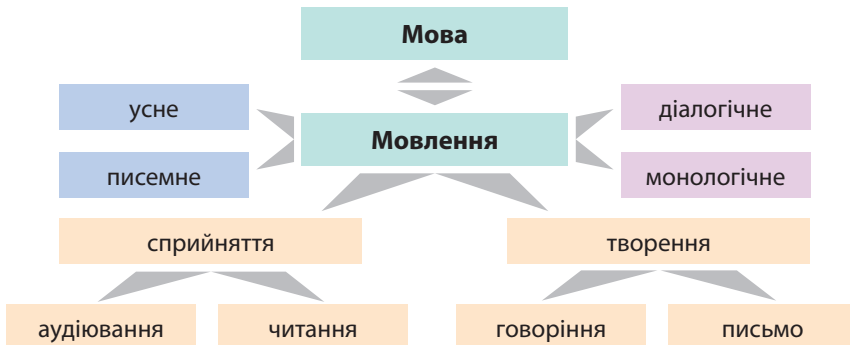 Мова
усне
діалогічне
Мовлення
писемне
монологічне
сприйняття
творення
аудіювання
читання
говоріння
письмо